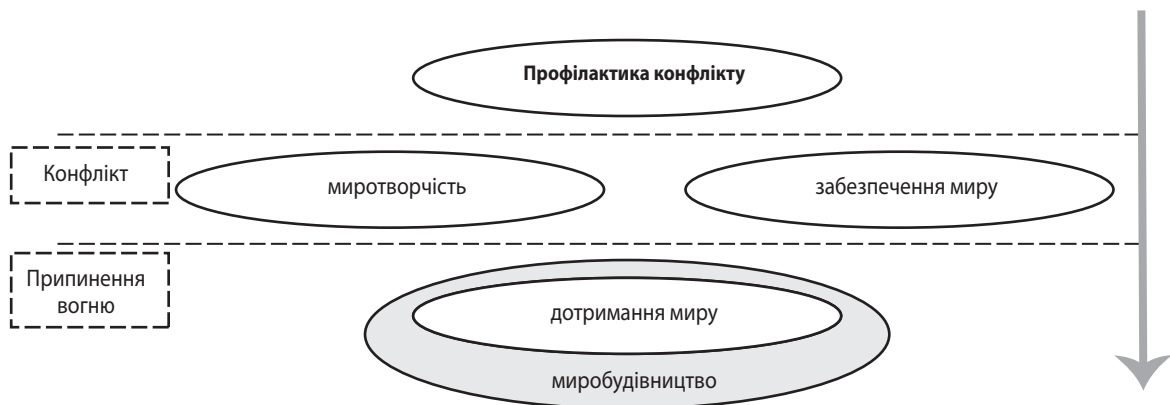 Профілактика конфлікту
Конфлікт
миротворчість
забезпечення миру
Припинення
вогню
дотримання миру
миробудівництво